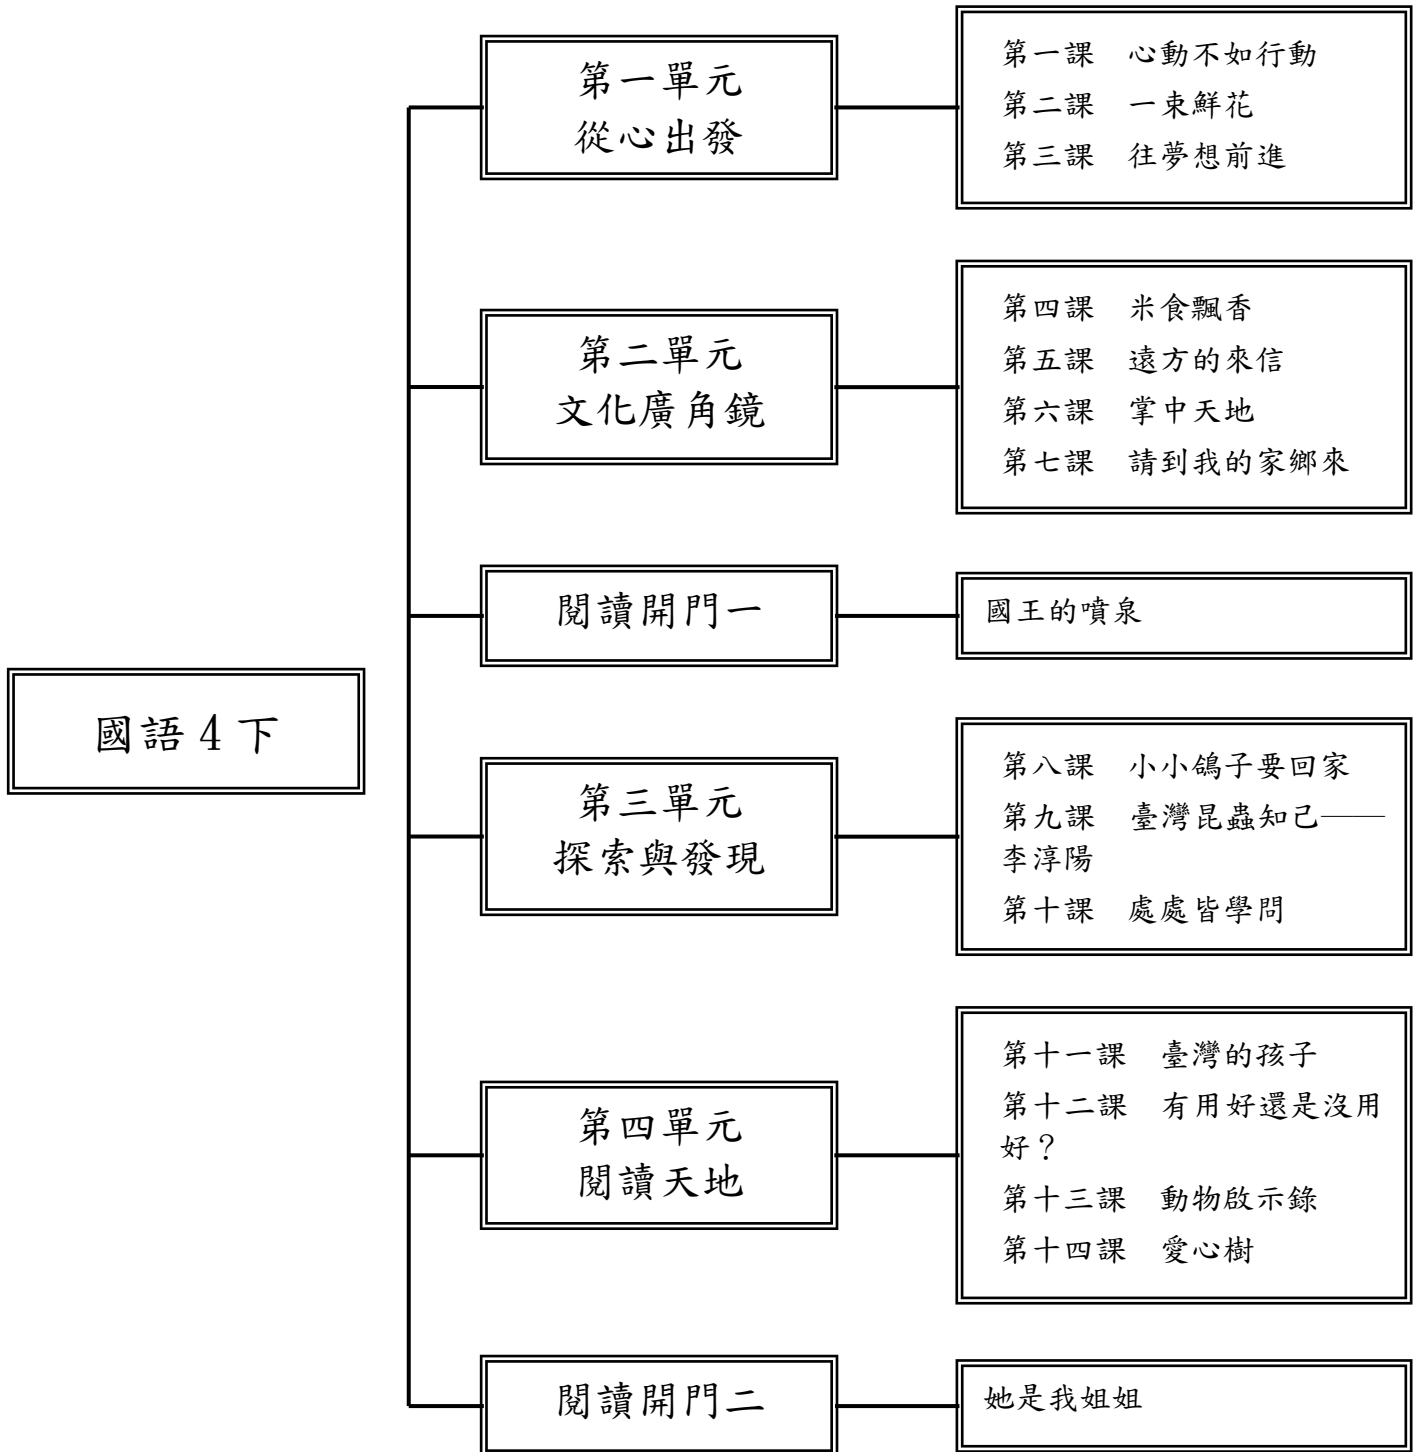 國語4下
第一單元
從心出發
第一課　心動不如行動
第二課　一束鮮花
第三課　往夢想前進
第二單元
文化廣角鏡
第四課　米食飄香
第五課　遠方的來信
第六課　掌中天地
第七課　請到我的家鄉來
閱讀開門一
國王的噴泉
第三單元
探索與發現
第八課　小小鴿子要回家
第九課　臺灣昆蟲知己——
李淳陽
第十課　處處皆學問
第四單元
閱讀天地
第十一課　臺灣的孩子
第十二課　有用好還是沒用
好？
第十三課　動物啟示錄
第十四課　愛心樹
閱讀開門二
她是我姐姐